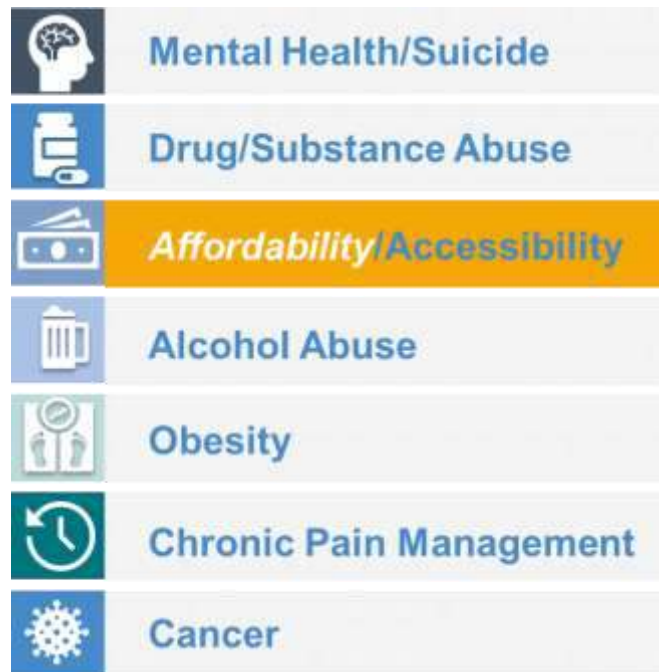 Mental Health/Suicide
Drug/Substance Abuse
Affordability/Accessibility
Alcohol Abuse
Obesity
Chronic Pain Management
Cancer